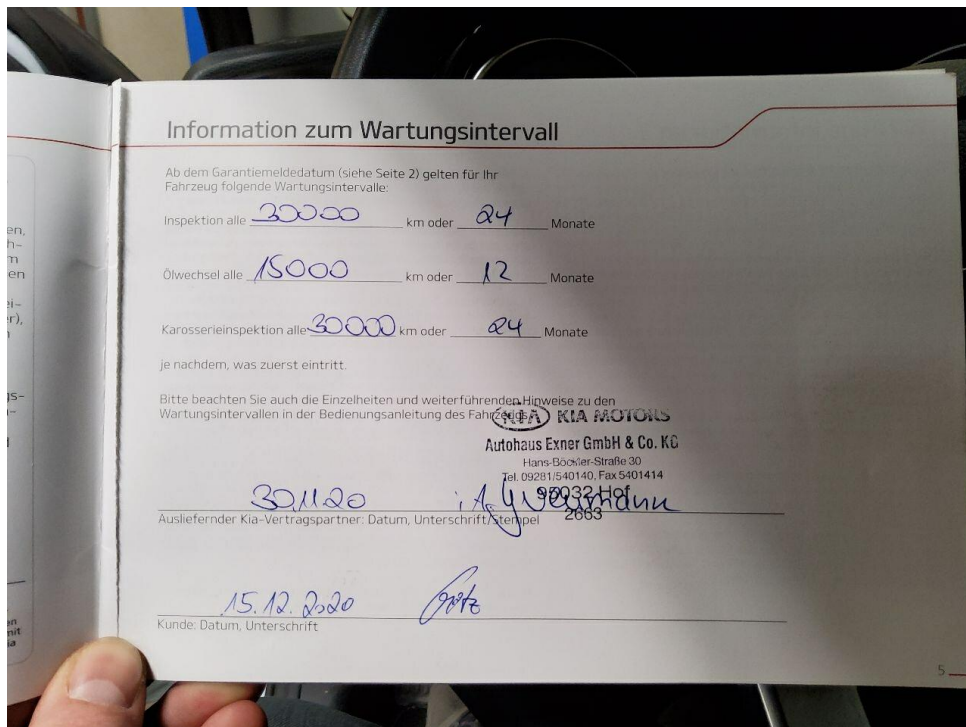 Information zum Wartungsintervall
Ab dem Garantiemeldedatum (siehe Seite 2) gelten für Ihr
Fahrzeug folgende Wartungsintervalle:
Inspektion alle 30000 km oder 24 Monate
Ölwechsel alle 15000 km oder 12 Monate
Karosserieinspektion alle 30000 km oder 24 Monate
je nachdem, was zuerst eintritt.
Bitte beachten Sie auch die Einzelheiten und weiterführenden Hinweise zu den
Wartungsintervallen in der Bedienungsanleitung des Fahrzeugs.
KIA KIA MOTORS
Autohaus Exner GmbH & Co. KG
Hans-Böckler-Straße 30
Tel. 09281/540140, Fax 5401414
95032 Hof
2663
30.11.20 i.A.
Ausliefernder Kia-Vertragspartner: Datum, Unterschrift/Stempel
15.12.2020 Götz
Kunde: Datum, Unterschrift
5